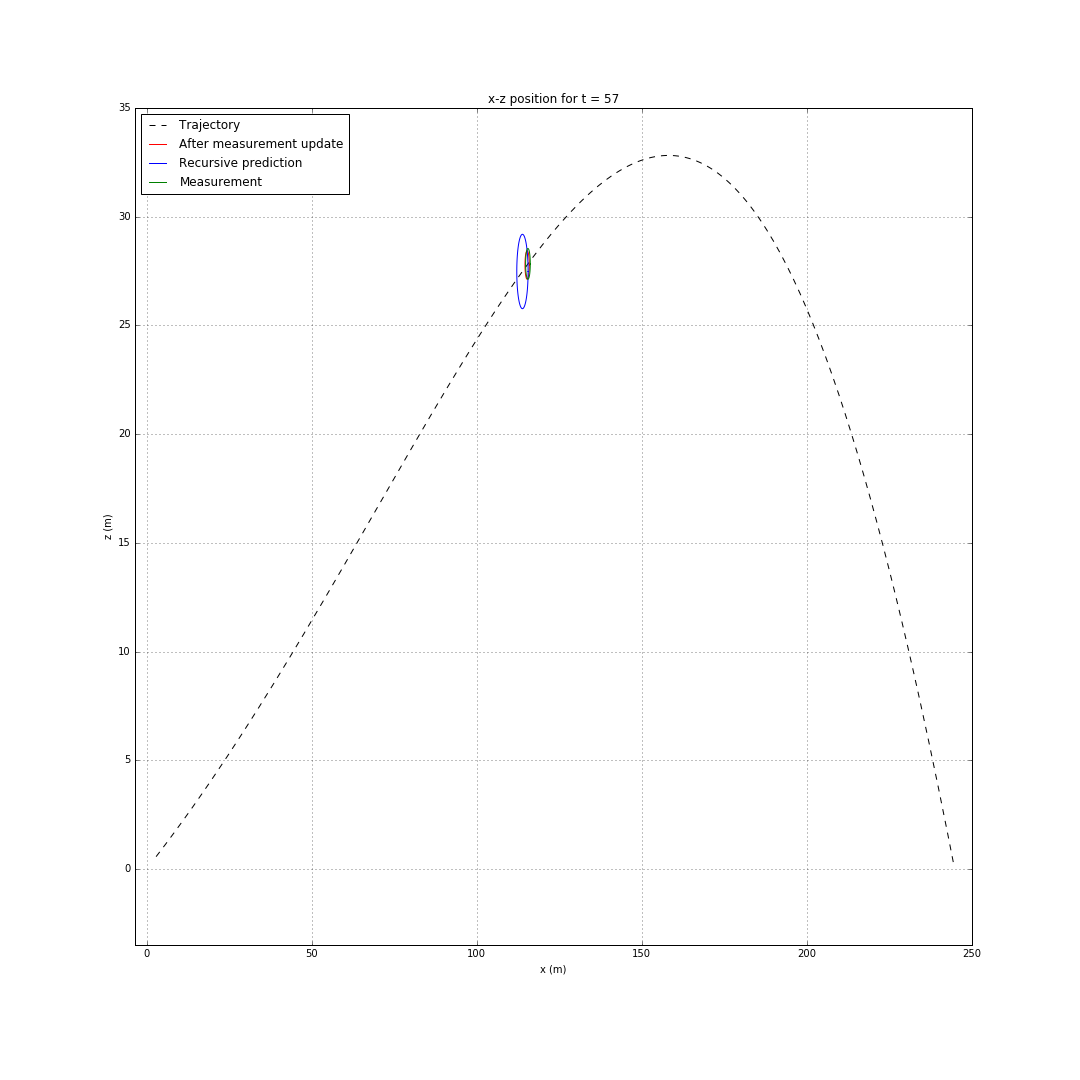 x-z position for t = 57
Trajectory
After measurement update
Recursive prediction
Measurement
35
30
25
20
15
10
5
0
z (m)
0 50 100 150 200 250
x (m)